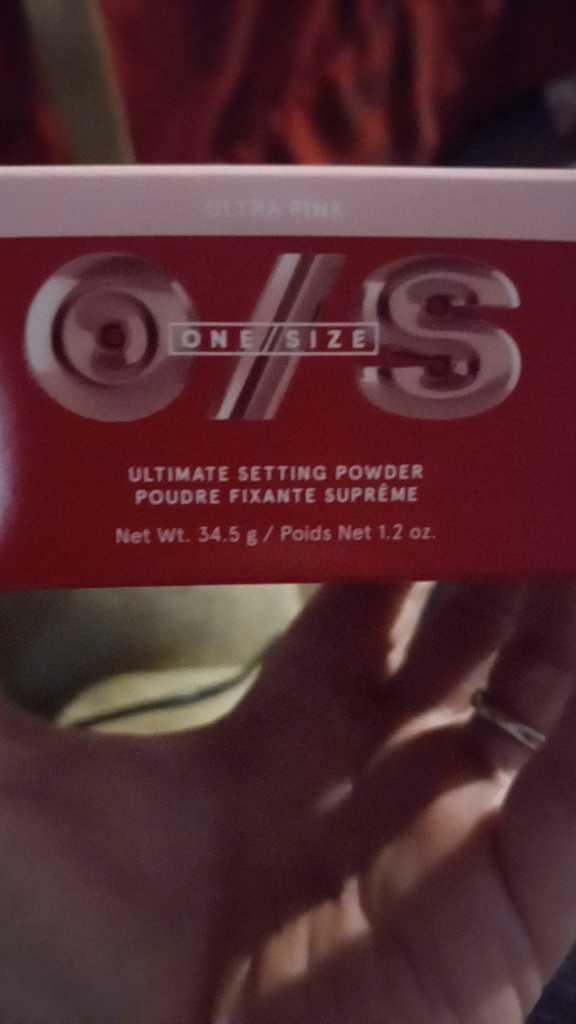 ULTRA PINK
O/S
ONE/SIZE
ULTIMATE SETTING POWDER
POUDRE FIXANTE SUPRÊME
Net Wt. 34.5 g / Poids Net 1.2 oz.